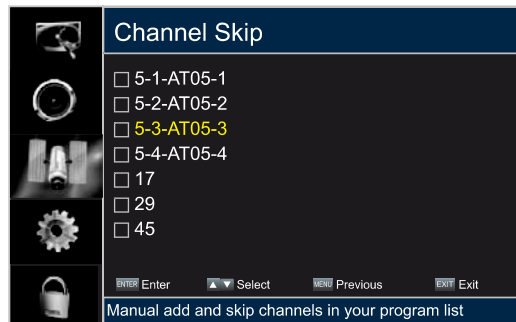 Channel Skip
5-1-AT05-1
5-2-AT05-2
5-3-AT05-3
5-4-AT05-4
17
29
45
ENTER Enter ▲ ▼ Select MENU Previous EXIT Exit
Manual add and skip channels in your program list